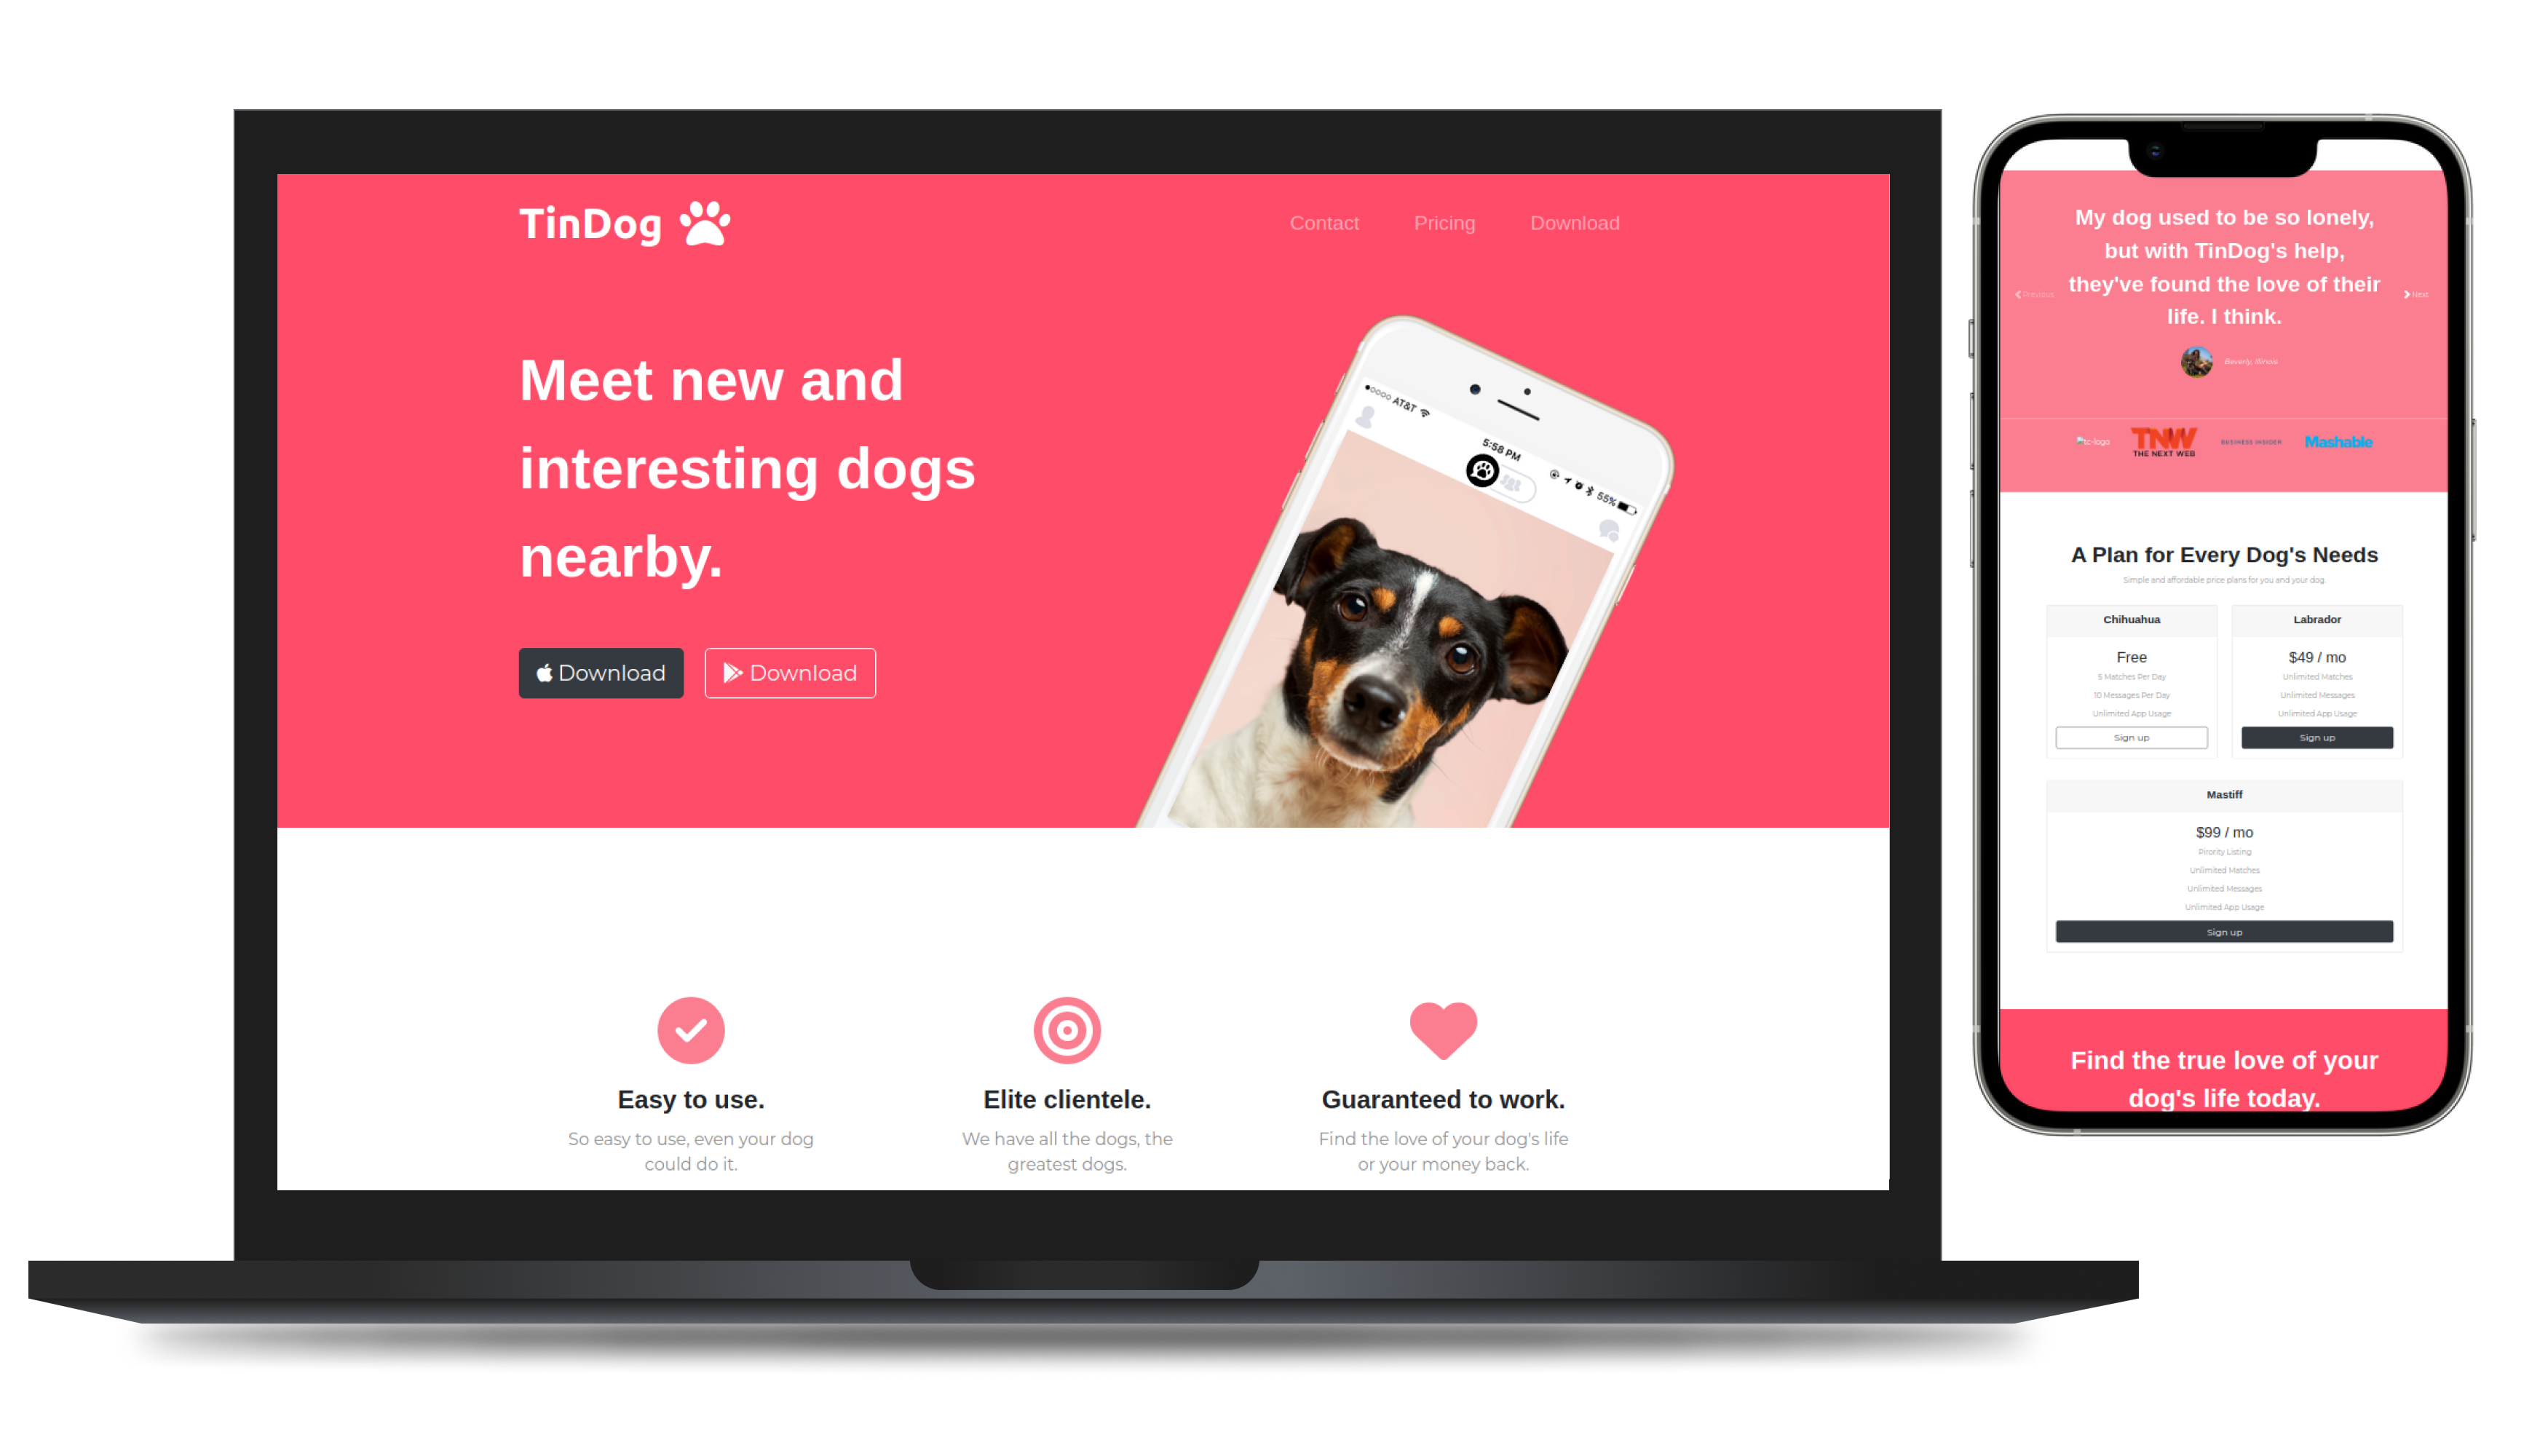 TinDog
Contact Pricing Download
Meet new and
interesting dogs
nearby.
Download Download
AT&T
5:58 PM
55%
Easy to use.
So easy to use, even your dog
could do it.
Elite clientele.
We have all the dogs, the
greatest dogs.
Guaranteed to work.
Find the love of your dog's life
or your money back.
My dog used to be so lonely,
but with TinDog's help,
they've found the love of their
life. I think.
Previous
Next
Beverly, Illinois
tc-logo
TNW
THE NEXT WEB
BUSINESS INSIDER
Mashable
A Plan for Every Dog's Needs
Simple and affordable price plans for you and your dog.
Chihuahua
Free
5 Matches Per Day
10 Messages Per Day
Unlimited App Usage
Sign up
Labrador
$49 / mo
Unlimited Matches
Unlimited Messages
Unlimited App Usage
Sign up
Mastiff
$99 / mo
Pirority Listing
Unlimited Matches
Unlimited Messages
Unlimited App Usage
Sign up
Find the true love of your
dog's life today.